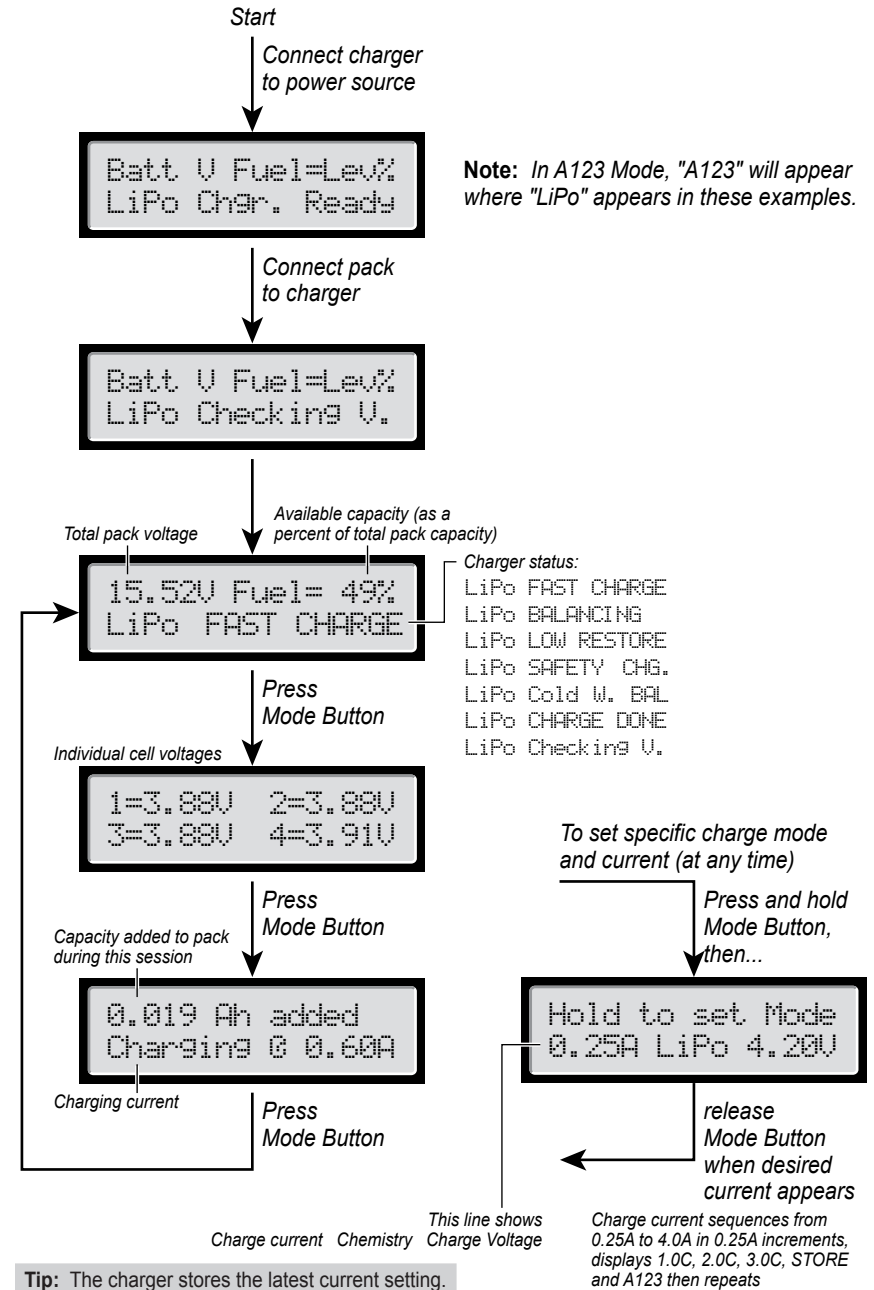 Start
Connect charger
to power source
Batt V Fuel=Lev%
LiPo Chgr. Ready
Note: In A123 Mode, "A123" will appear
where "LiPo" appears in these examples.
Connect pack
to charger
Batt V Fuel=Lev%
LiPo Checking V.
Total pack voltage
Available capacity (as a
percent of total pack capacity)
15.52V Fuel= 49%
LiPo FAST CHARGE
Charger status:
LiPo FAST CHARGE
LiPo BALANCING
LiPo LOW RESTORE
LiPo SAFETY CHG.
LiPo Cold W. BAL
LiPo CHARGE DONE
LiPo Checking V.
Press
Mode Button
Individual cell voltages
1=3.88V 2=3.88V
3=3.88V 4=3.91V
Press
Mode Button
Capacity added to pack
during this session
0.019 Ah added
Charging @ 0.60A
Charging current
Press
Mode Button
To set specific charge mode
and current (at any time)
Press and hold
Mode Button,
then...
Hold to set Mode
0.25A LiPo 4.20V
release
Mode Button
when desired
current appears
This line shows
Charge current Chemistry Charge Voltage
Charge current sequences from
0.25A to 4.0A in 0.25A increments,
displays 1.0C, 2.0C, 3.0C, STORE
and A123 then repeats
Tip: The charger stores the latest current setting.